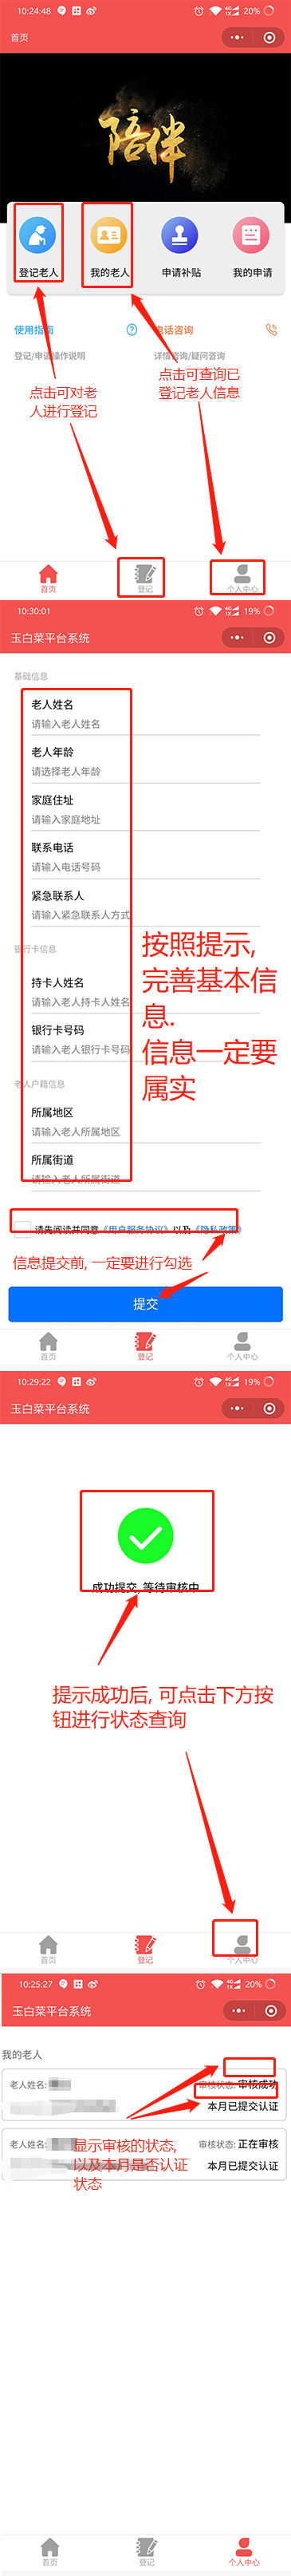 10:24:48
20%
首页
陪伴
登记老人
我的老人
申请补贴
我的申请
使用指南
电话咨询
登记/申请操作说明
详情咨询/疑问咨询
点击可对老
人进行登记
点击可查询已
登记老人信息
首页
登记
个人中心
10:30:01
19%
玉白菜平台系统
基础信息
老人姓名
请输入老人姓名
老人年龄
请选择老人年龄
家庭住址
请输入家庭地址
联系电话
请输入电话号码
紧急联系人
请输入紧急联系人方式
银行卡信息
持卡人姓名
请输入老人持卡人姓名
银行卡号码
请输入老人银行卡号码
老人户籍信息
所属地区
请输入老人所属地区
所属街道
请输入老人所属街道
按照提示,
完善基本信
息.
信息一定要
属实
请先阅读并同意《用户服务协议》以及《隐私政策》
信息提交前, 一定要进行勾选
提交
首页
登记
个人中心
10:29:22
19%
玉白菜平台系统
成功提交, 等待审核中
提示成功后, 可点击下方按
钮进行状态查询
首页
登记
个人中心
10:25:27
20%
玉白菜平台系统
我的老人
老人姓名:
审核状态: 审核成功
本月已提交认证
老人姓名:
审核状态: 正在审核
本月已提交认证
显示审核的状态,
以及本月是否认证
状态
首页
登记
个人中心